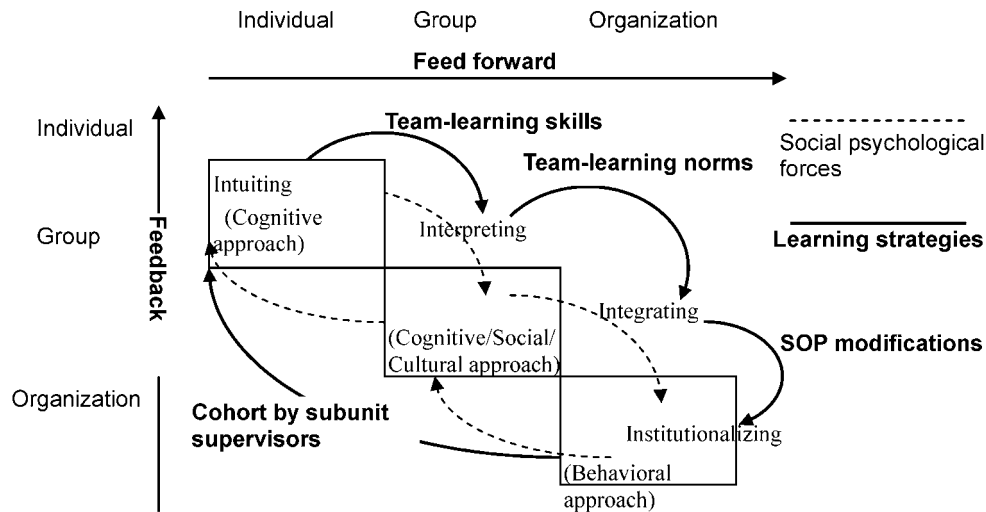 Individual
Group
Organization
Feed forward
Individual
Team-learning skills
Team-learning norms
Social psychological
forces
Intuiting
(Cognitive
approach)
Group
Feedback
Interpreting
Learning strategies
Integrating
(Cognitive/Social/
Cultural approach)
SOP modifications
Organization
Cohort by subunit
supervisors
Institutionalizing
(Behavioral
approach)